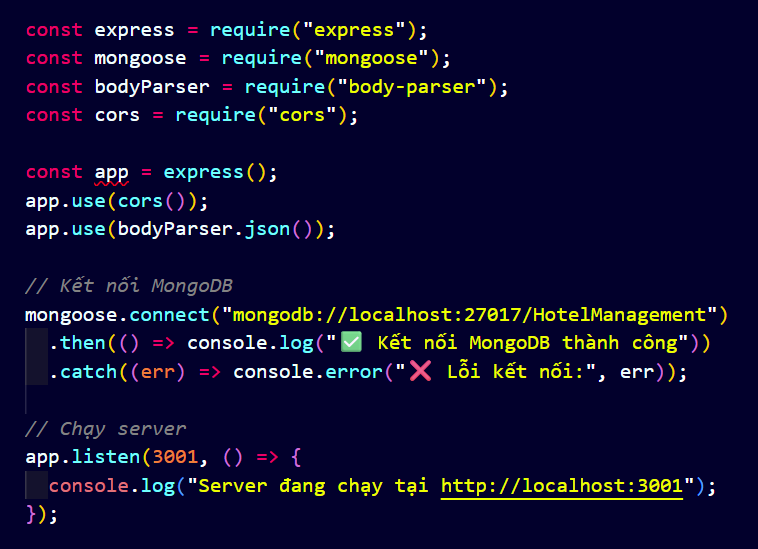 const express = require("express");
const mongoose = require("mongoose");
const bodyParser = require("body-parser");
const cors = require("cors");
const app = express();
app.use(cors());
app.use(bodyParser.json());
// Kết nối MongoDB
mongoose.connect("mongodb://localhost:27017/HotelManagement")
  .then(() => console.log("✅ Kết nối MongoDB thành công"))
  .catch((err) => console.error("❌ Lỗi kết nối:", err));
// Chạy server
app.listen(3001, () => {
  console.log("Server đang chạy tại http://localhost:3001");
});